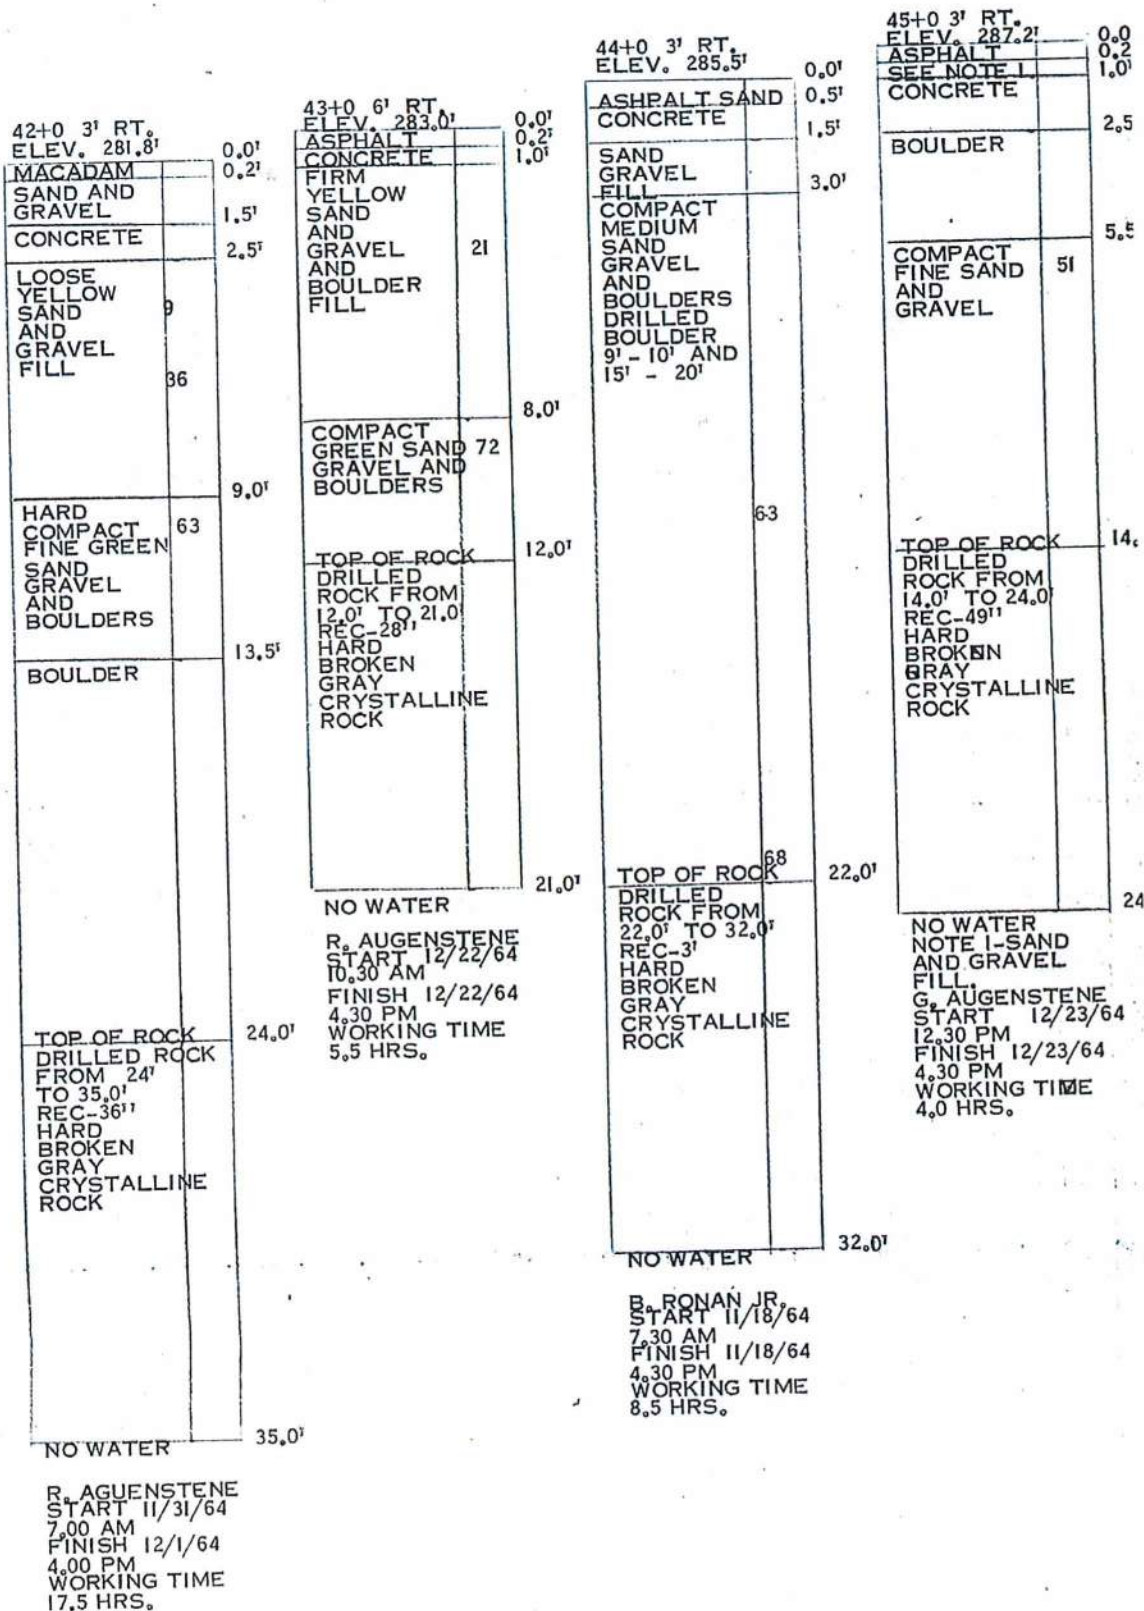 42+0 3' RT.
ELEV. 281.8'
0.0'
MACADAM
0.2'
SAND AND
GRAVEL
1.5'
CONCRETE
2.5'
LOOSE
YELLOW
SAND 9
AND
GRAVEL
FILL
36
9.0'
HARD
COMPACT 63
FINE GREEN
SAND
GRAVEL
AND
BOULDERS
13.5'
BOULDER
TOP OF ROCK 24.0'
DRILLED ROCK
FROM 24'
TO 35.0'
REC-36''
HARD
BROKEN
GRAY
CRYSTALLINE
ROCK
35.0'
NO WATER
R. AGUENSTENE
START 11/31/64
7.00 AM
FINISH 12/1/64
4.00 PM
WORKING TIME
17.5 HRS.
43+0 6' RT.
ELEV. 283.0'
0.0'
ASPHALT 0.2'
CONCRETE 1.0'
FIRM
YELLOW
SAND
AND
GRAVEL 21
AND
BOULDER
FILL
8.0'
COMPACT
GREEN SAND 72
GRAVEL AND
BOULDERS
TOP OF ROCK 12.0'
DRILLED
ROCK FROM
12.0' TO 21.0'
REC-28''
HARD
BROKEN
GRAY
CRYSTALLINE
ROCK
21.0'
NO WATER
R. AUGENSTENE
START 12/22/64
10.30 AM
FINISH 12/22/64
4.30 PM
WORKING TIME
5.5 HRS.
44+0 3' RT.
ELEV. 285.5'
0.0'
ASHPALT SAND 0.5'
CONCRETE
1.5'
SAND
GRAVEL
FILL 3.0'
COMPACT
MEDIUM
SAND
GRAVEL
AND
BOULDERS
DRILLED
BOULDER
9' - 10' AND
15' - 20'
63
68
TOP OF ROCK 22.0'
DRILLED
ROCK FROM
22.0' TO 32.0'
REC-3'
HARD
BROKEN
GRAY
CRYSTALLINE
ROCK
32.0'
NO WATER
B. RONAN JR.
START 11/18/64
7.30 AM
FINISH 11/18/64
4.30 PM
WORKING TIME
8.5 HRS.
45+0 3' RT.
ELEV. 287.2'
0.0
ASPHALT 0.2
SEE NOTE 1. 1.0'
CONCRETE
2.5
BOULDER
5.5
COMPACT
FINE SAND 51
AND
GRAVEL
TOP OF ROCK 14.
DRILLED
ROCK FROM
14.0' TO 24.0'
REC-49''
HARD
BROKEN
GRAY
CRYSTALLINE
ROCK
24
NO WATER
NOTE 1-SAND
AND GRAVEL
FILL.
G. AUGENSTENE
START 12/23/64
12.30 PM
FINISH 12/23/64
4.30 PM
WORKING TIME
4.0 HRS.